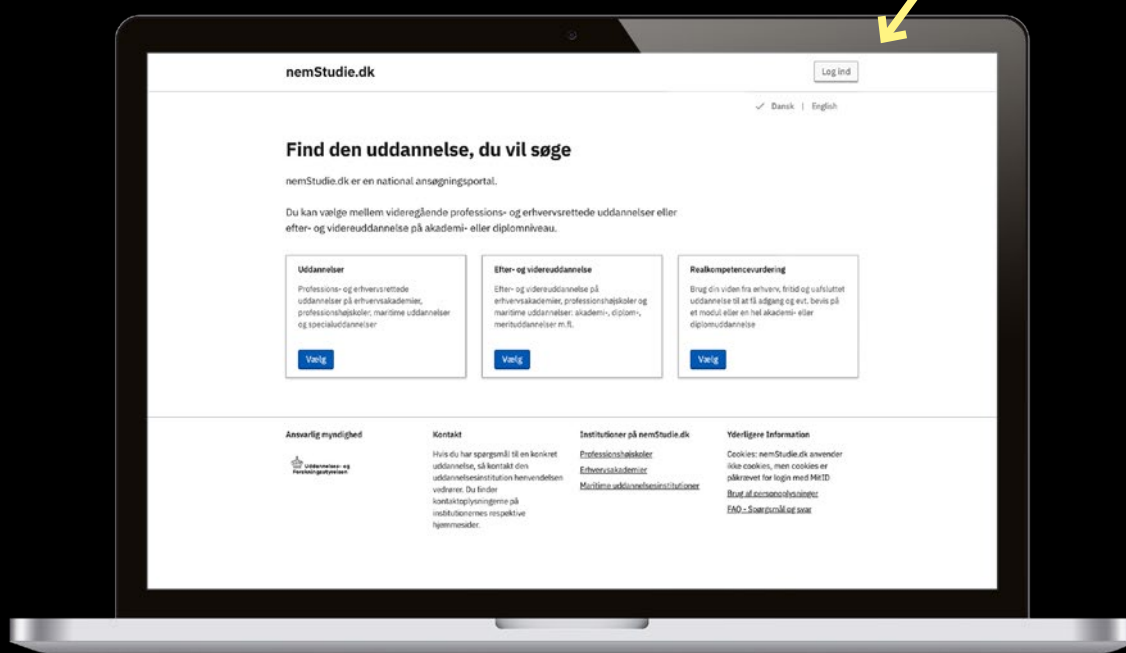 nemStudie.dk
Log ind
✓ Dansk | English
Find den uddannelse, du vil søge
nemStudie.dk er en national ansøgningsportal.
Du kan vælge mellem videregående professions- og erhvervsrettede uddannelser eller
efter- og videreuddannelse på akademi- eller diplomniveau.
Uddannelser
Professions- og erhvervsrettede
uddannelser på erhvervsakademier,
professionshøjskoler, maritime uddannelser
og specialuddannelser
Vælg
Efter- og videreuddannelse
Efter- og videreuddannelse på
erhvervsakademier, professionshøjskoler og
maritime uddannelser: akademi-, diplom-,
merituddannelser m.fl.
Vælg
Realkompetencevurdering
Brug din viden fra erhverv, fritid og uafsluttet
uddannelse til at få adgang og evt. bevis på
et modul eller en hel akademi- eller
diplomuddannelse
Vælg
Ansvarlig myndighed
Uddannelses- og
Forskningsstyrelsen
Kontakt
Hvis du har spørgsmål til en konkret
uddannelse, så kontakt den
uddannelsesinstitution henvendelsen
vedrører. Du finder
kontaktoplysningerne på
institutionernes respektive
hjemmesider.
Institutioner på nemStudie.dk
Professionshøjskoler
Erhvervsakademier
Maritime uddannelsesinstitutioner
Yderligere Information
Cookies: nemStudie.dk anvender
ikke cookies, men cookies er
påkrævet for login med MitID
Brug af personoplysninger
FAQ - Spørgsmål og svar